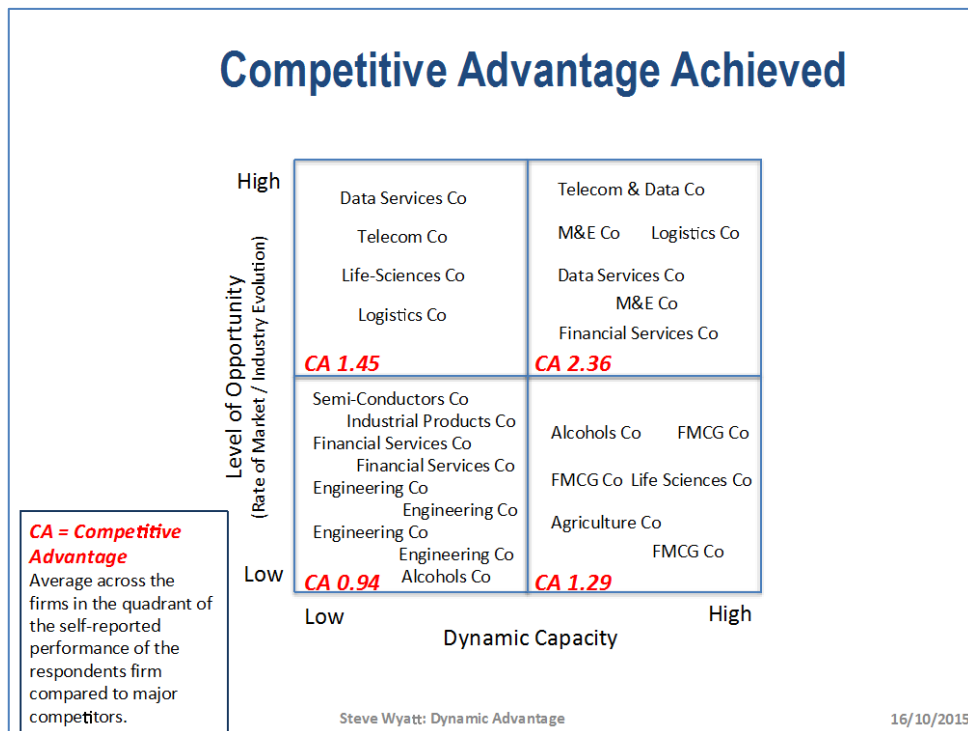 Competitive Advantage Achieved
High
Level of Opportunity
(Rate of Market / Industry Evolution)
Low
Data Services Co
Telecom Co
Life-Sciences Co
Logistics Co
CA 1.45
Telecom & Data Co
M&E Co Logistics Co
Data Services Co
M&E Co
Financial Services Co
CA 2.36
Semi-Conductors Co
Industrial Products Co
Financial Services Co
Financial Services Co
Engineering Co
Engineering Co
Engineering Co
Engineering Co
CA 0.94 Alcohols Co
Alcohols Co FMCG Co
FMCG Co Life Sciences Co
Agriculture Co
FMCG Co
CA 1.29
Low
High
Dynamic Capacity
CA = Competitive
Advantage
Average across the
firms in the quadrant of
the self-reported
performance of the
respondents firm
compared to major
competitors.
Steve Wyatt: Dynamic Advantage
16/10/2015